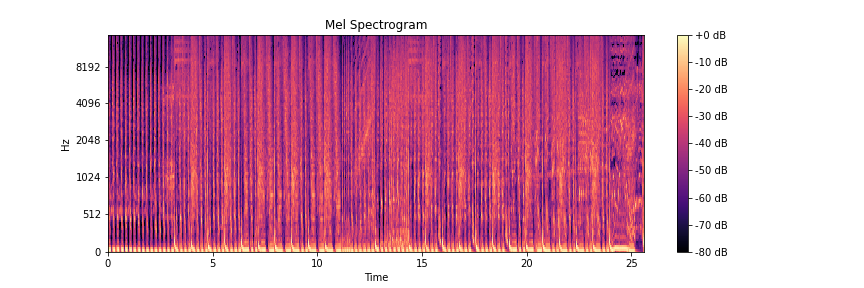 Mel Spectrogram
+0 dB
8192
-10 dB
4096
-20 dB
-30 dB
Hz
2048
-40 dB
1024
-50 dB
-60 dB
512
-70 dB
0
-80 dB
0 5 10 15 20 25
Time